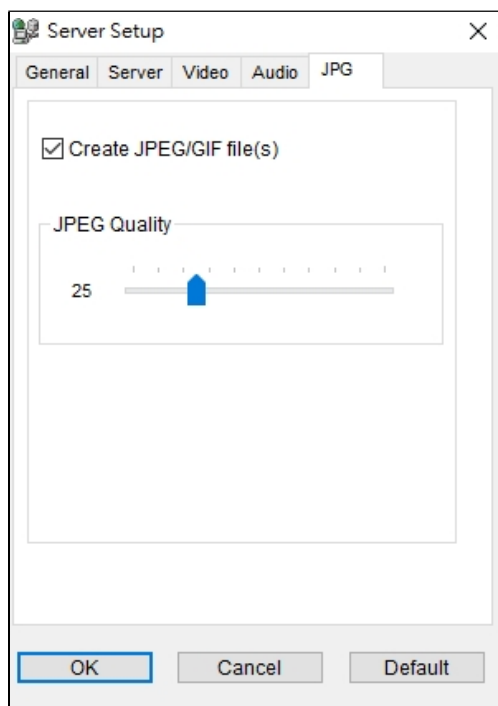 Server Setup
General Server Video Audio JPG
Create JPEG/GIF file(s)
JPEG Quality
25
OK Cancel Default